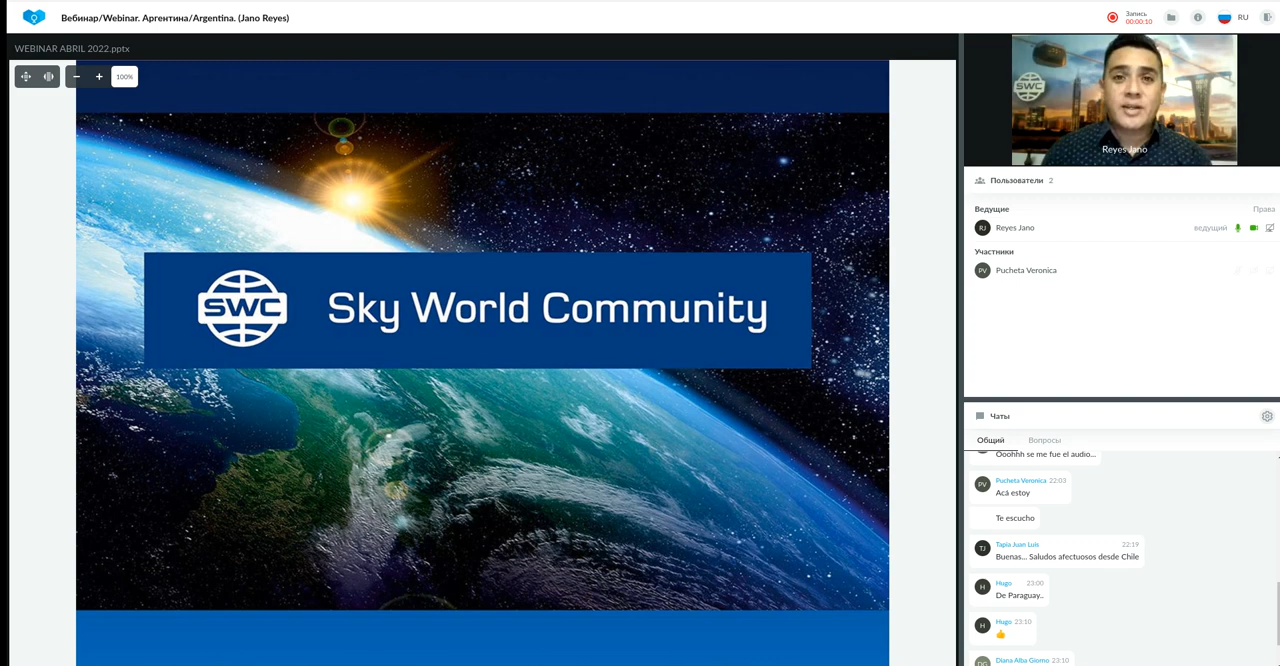 Вебинар/Webinar. Аргентина/Argentina. (Jano Reyes)
Запись
00:00:10
RU
WEBINAR ABRIL 2022.pptx
100%
SWC
Sky World Community
SWC
Reyes Jano
Пользователи 2
Ведущие Права
RJ Reyes Jano ведущий
Участники
PV Pucheta Veronica
Чаты
Общий Вопросы
Ooohhh se me fue el audio...
PV Pucheta Veronica 22:03
Acá estoy
Te escucho
TJ Tapia Juan Luis 22:19
Buenas... Saludos afectuosos desde Chile
H Hugo 23:00
De Paraguay..
H Hugo 23:10
👍
DG Diana Alba Giorno 23:10